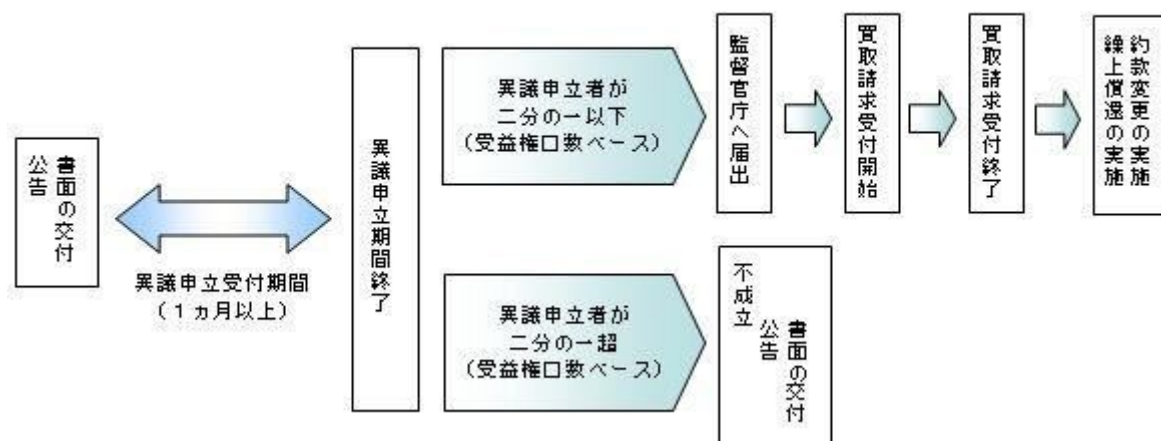 書面の交付
公告
異議申立受付期間
（１ヵ月以上）
異議申立期間終了
異議申立者が
二分の一以下
（受益権口数ベース）
監督官庁へ届出
買取請求受付開始
買取請求受付終了
約款変更の実施
繰上償還の実施
異議申立者が
二分の一超
（受益権口数ベース）
不成立
書面の交付
公告